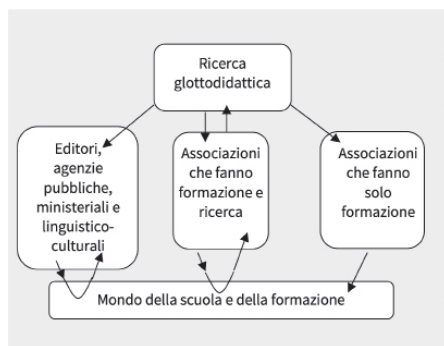 Ricerca
glottodidattica
Editori,
agenzie
pubbliche,
ministeriali e
linguistico-
culturali
Associazioni
che fanno
formazione e
ricerca
Associazioni
che fanno
solo
formazione
Mondo della scuola e della formazione